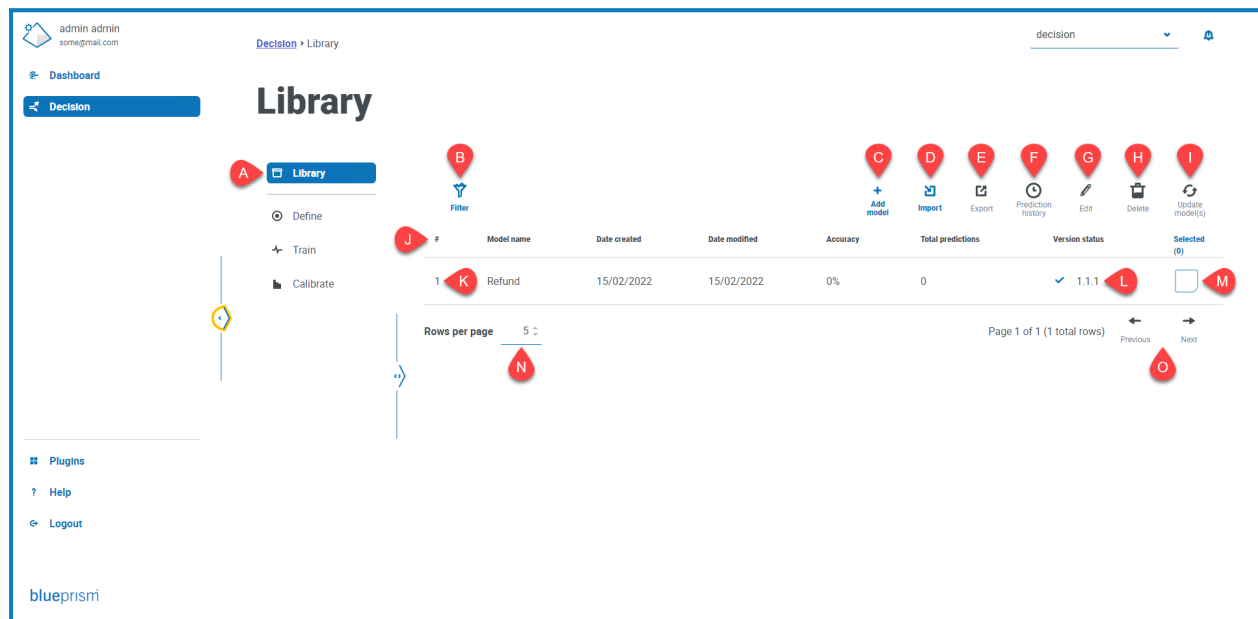 admin admin
some@mail.com
Decision › Library
decision
Dashboard
Decision
Library
A
Library
B
C
D
E
F
G
H
I
Filter
Add
model
Import
Export
Prediction
history
Edit
Delete
Update
model(s)
Define
Train
Calibrate
J
# Model name Date created Date modified Accuracy Total predictions Version status Selected
(0)
1 K Refund 15/02/2022 15/02/2022 0% 0 1.1.1 L M
Rows per page 5
N
Page 1 of 1 (1 total rows)
Previous
Next
O
Plugins
? Help
Logout
blueprism